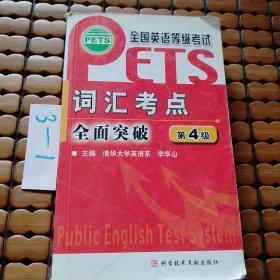 全国英语等级考试
PETS
PETS
词汇考点
全面突破
第4级
■ 主编 清华大学英语系 李华山
3-1
Public English Test System
科学技术文献出版社